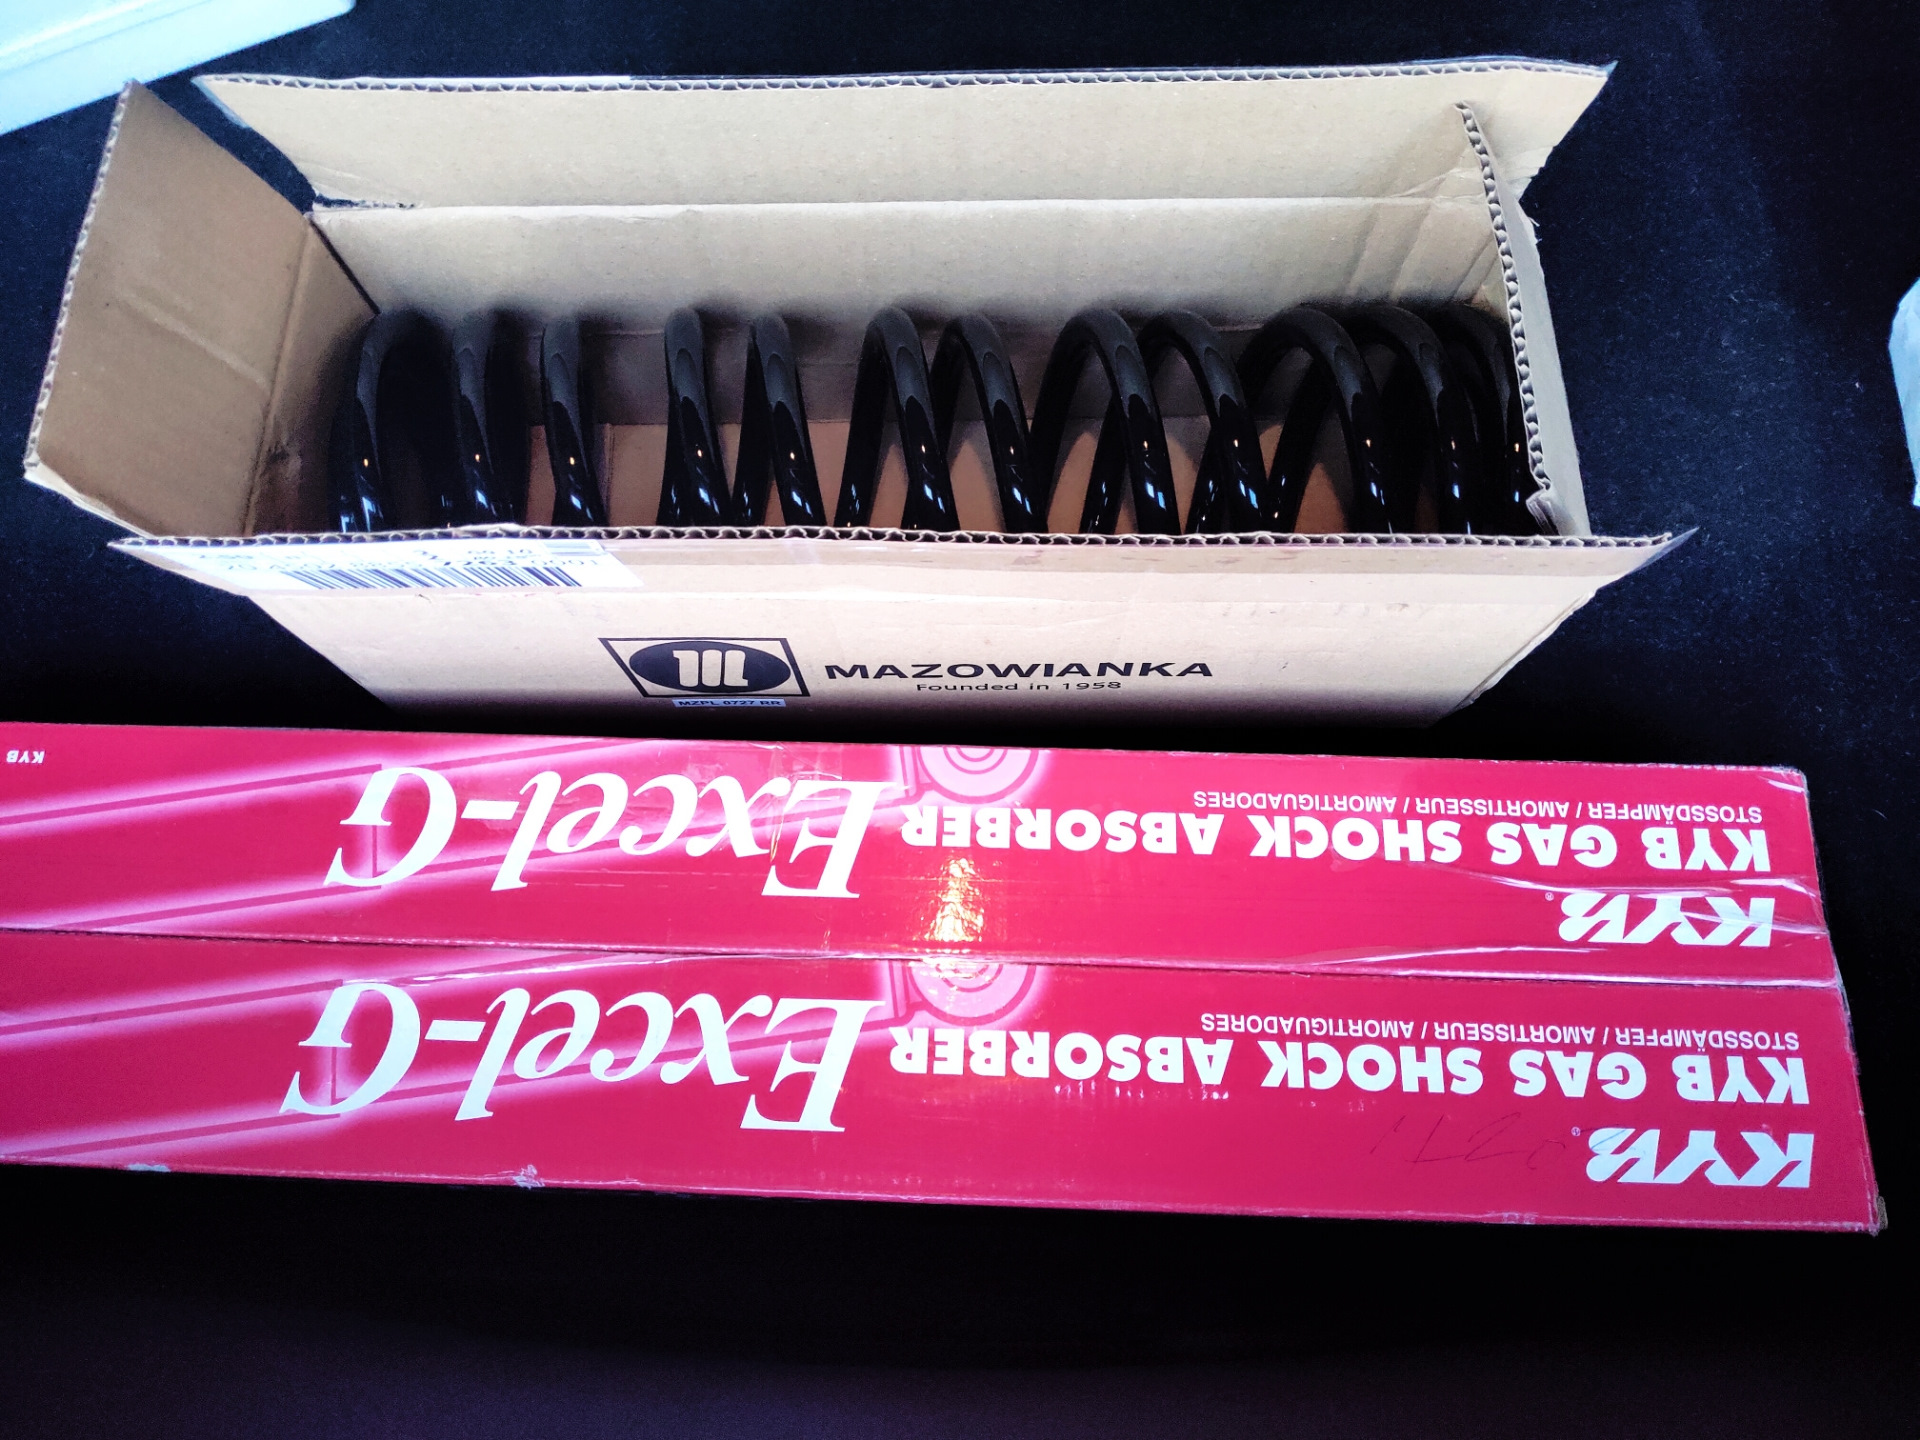 MAZOWIANKA
Founded in 1958
MZPL 0727 RR
KYB
Excel-G
KYB GAS SHOCK ABSORBER
STOSSDÄMPFER / AMORTISSEUR / AMORTIGUADORES
KYB®
Excel-G
KYB GAS SHOCK ABSORBER
STOSSDÄMPFER / AMORTISSEUR / AMORTIGUADORES
KYB®